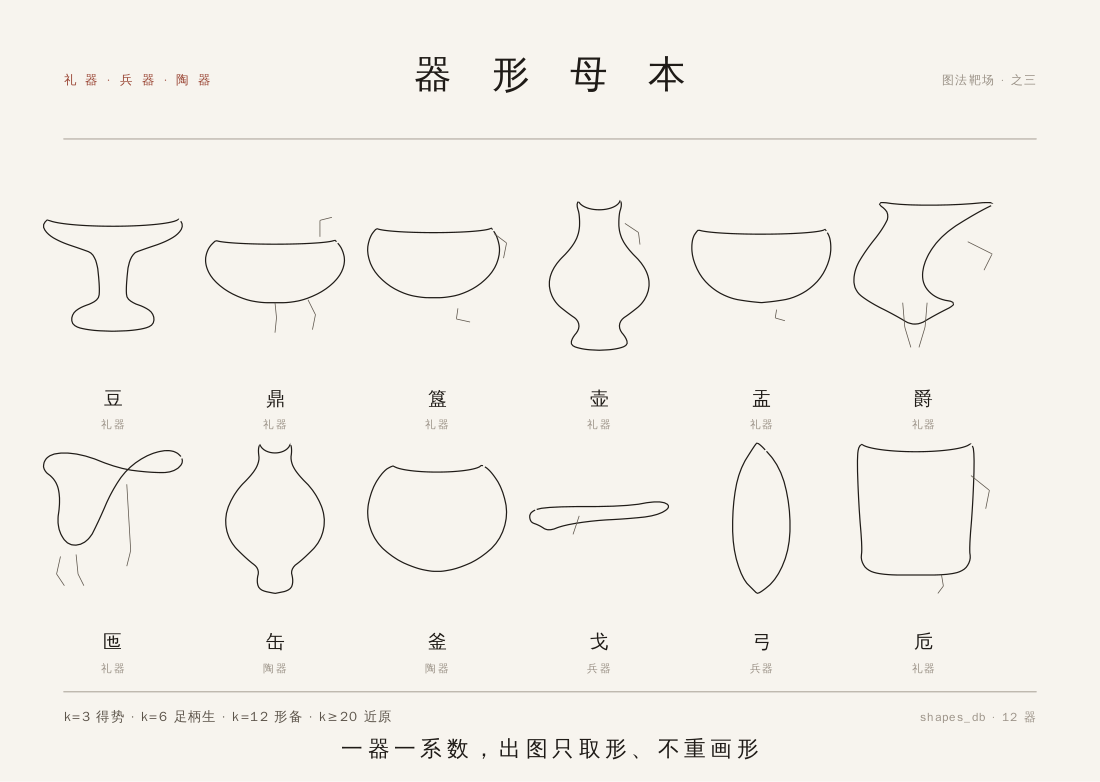 礼器·兵器·陶器
器形母本
图法靶场·之三
豆 鼎 簋 壶 盂 爵
礼器 礼器 礼器 礼器 礼器 礼器
匜 缶 釜 戈 弓 卮
礼器 陶器 陶器 兵器 兵器 礼器
k=3 得势 · k=6 足柄生 · k=12 形备 · k≥20 近原
shapes_db · 12 器
一器一系数，出图只取形、不重画形